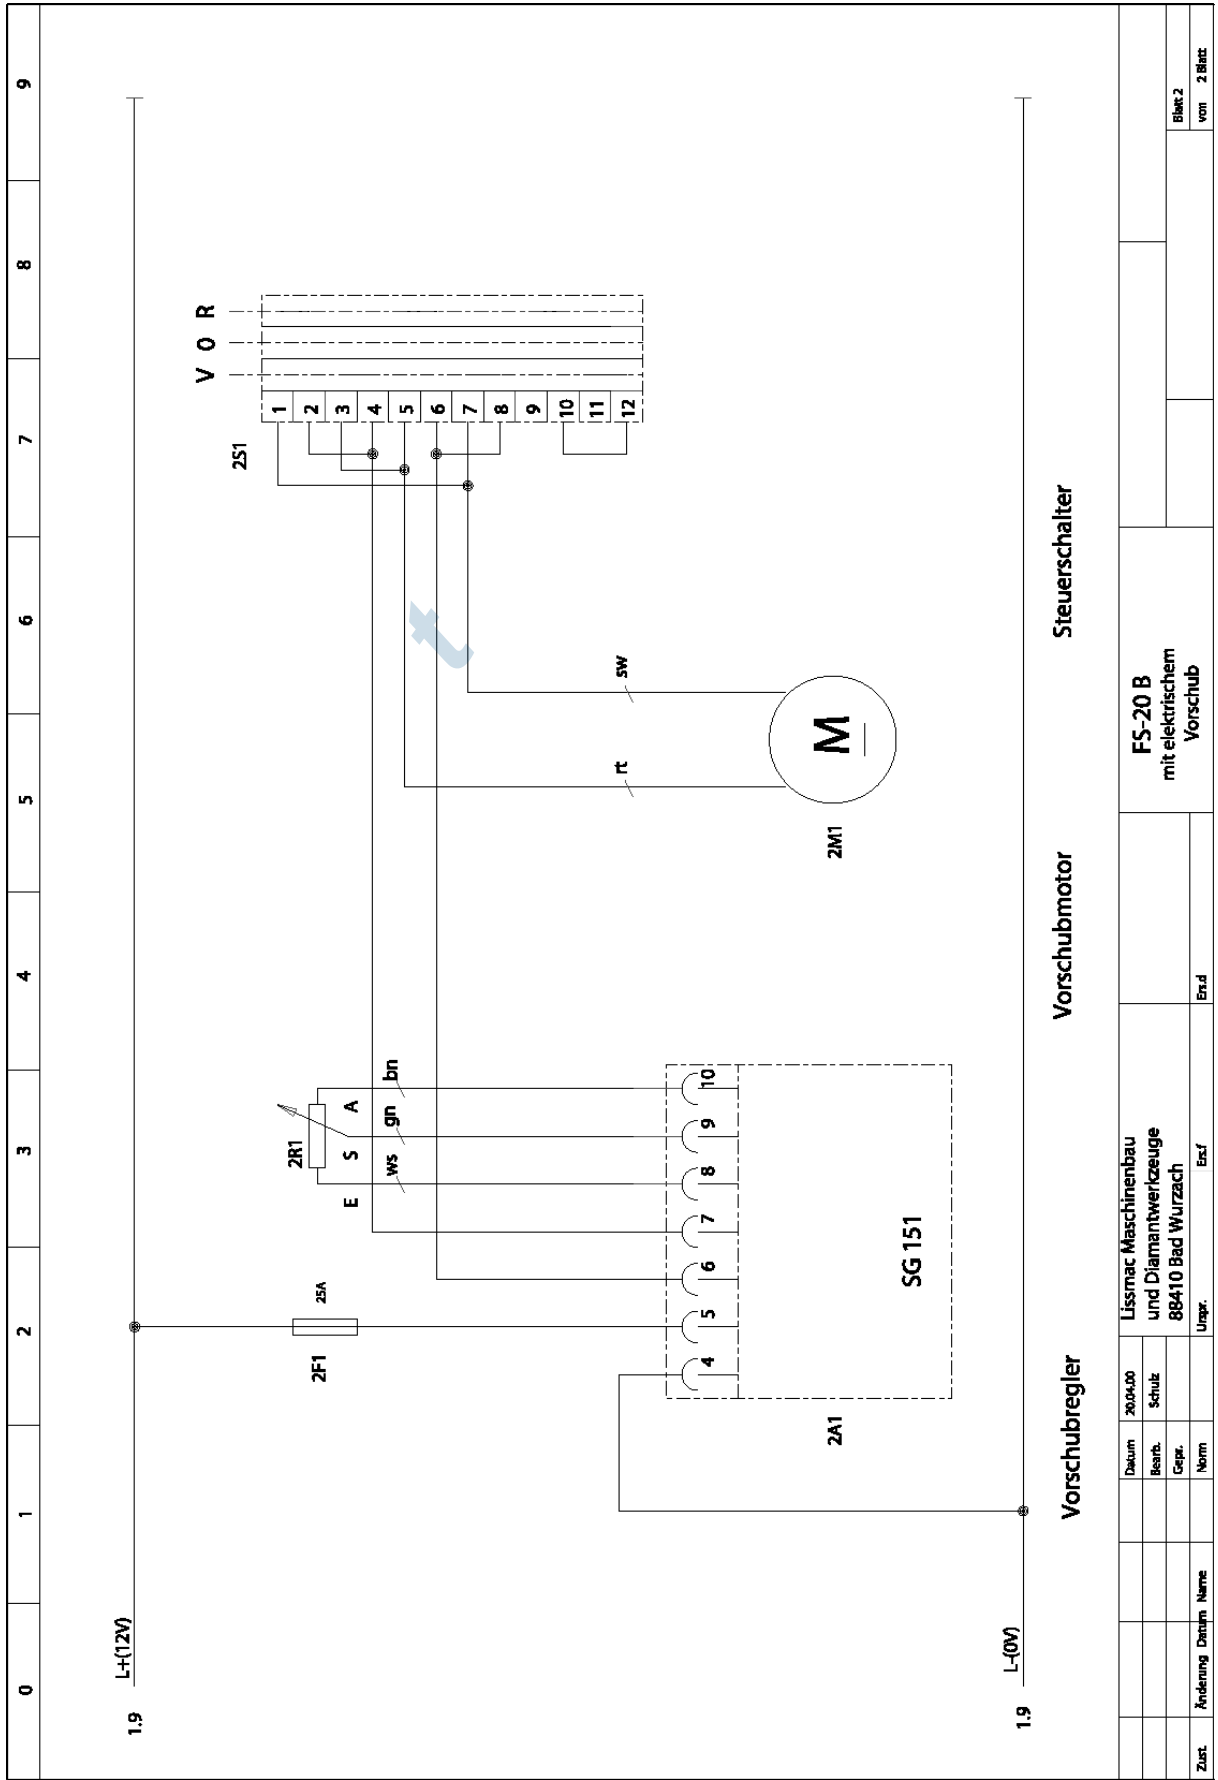 0 1 2 3 4 5 6 7 8 9
1.9 L+(12V)
V O R
2S1
1 2 3 4 5 6 7 8 9 10 11 12
2F1 25A
2R1
E S A
ws gn bn
t
rt sw
4 5 6 7 8 9 10
2A1 SG 151
2M1 M
1.9 L-(0V)
Vorschubregler Vorschubmotor Steuerschalter
Zust. Änderung Datum Name
Datum 20.04.00
Bearb. Schulz
Gepr.
Norm
Lissmac Maschinenbau
und Diamantwerkzeuge
88410 Bad Wurzach
Urspr. Ers.f Ers.d
FS-20 B
mit elektrischem
Vorschub
Blatt 2
von 2 Blatt